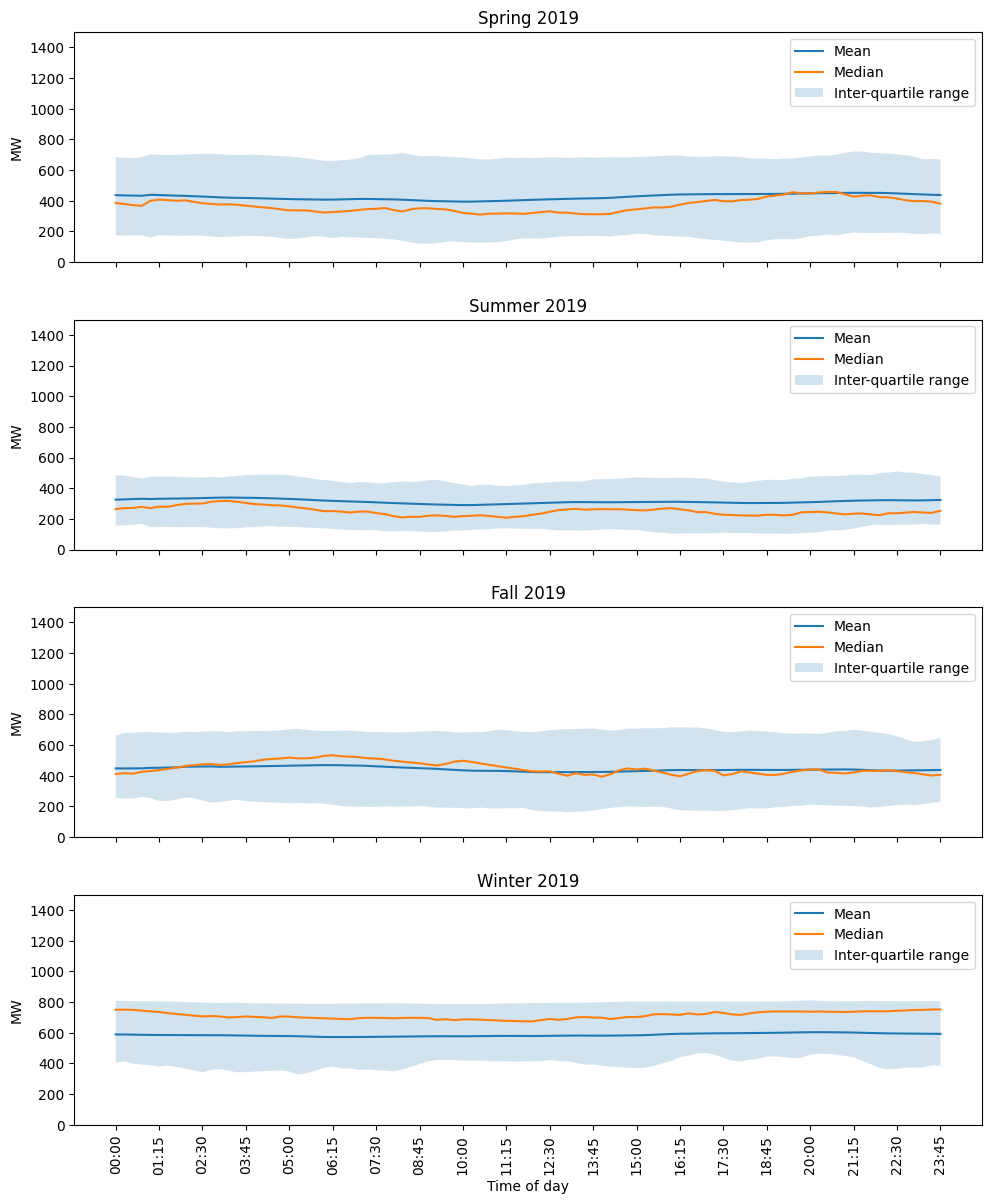 Spring 2019
1400
1200
1000
800
600
400
200
0
MW
Mean
Median
Inter-quartile range
Summer 2019
1400
1200
1000
800
600
400
200
0
MW
Mean
Median
Inter-quartile range
Fall 2019
1400
1200
1000
800
600
400
200
0
MW
Mean
Median
Inter-quartile range
Winter 2019
1400
1200
1000
800
600
400
200
0
MW
Mean
Median
Inter-quartile range
00:00
01:15
02:30
03:45
05:00
06:15
07:30
08:45
10:00
11:15
12:30
13:45
15:00
16:15
17:30
18:45
20:00
21:15
22:30
23:45
Time of day